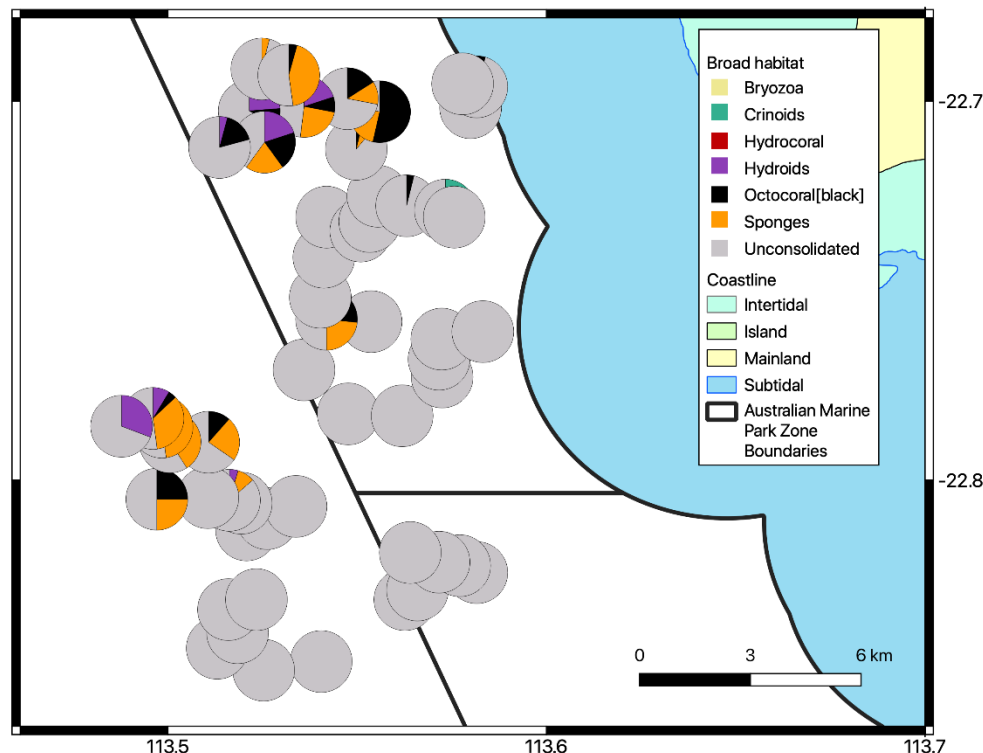 Broad habitat
Bryozoa
Crinoids
Hydrocoral
Hydroids
Octocoral[black]
Sponges
Unconsolidated
Coastline
Intertidal
Island
Mainland
Subtidal
Australian Marine
Park Zone
Boundaries
-22.7
-22.8
0 3 6 km
113.5 113.6 113.7